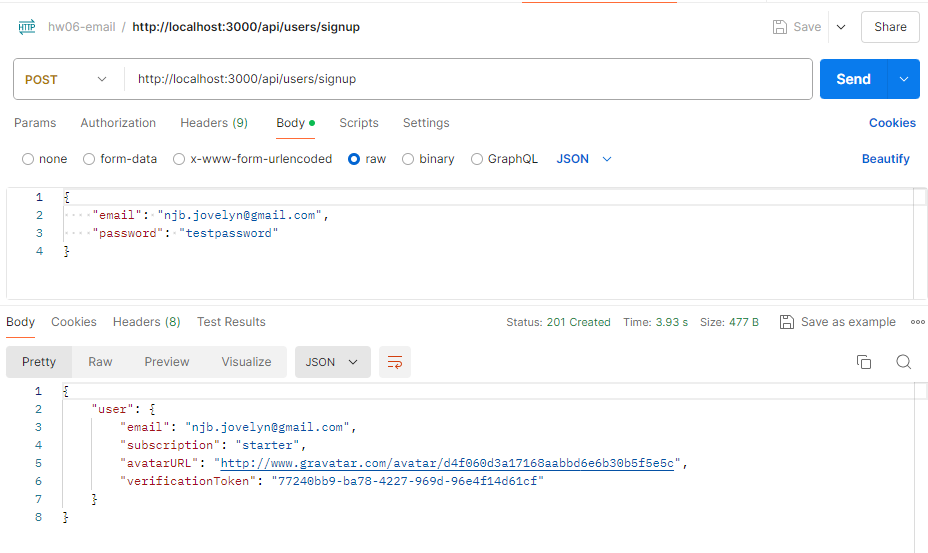 HTTP hw06-email / http://localhost:3000/api/users/signup Save Share
POST http://localhost:3000/api/users/signup Send
Params Authorization Headers (9) Body Scripts Settings Cookies
none form-data x-www-form-urlencoded raw binary GraphQL JSON Beautify
1 {
2 "email": "njb.jovelyn@gmail.com",
3 "password": "testpassword"
4 }
Body Cookies Headers (8) Test Results Status: 201 Created Time: 3.93 s Size: 477 B Save as example
Pretty Raw Preview Visualize JSON
1 {
2 "user": {
3 "email": "njb.jovelyn@gmail.com",
4 "subscription": "starter",
5 "avatarURL": "http://www.gravatar.com/avatar/d4f060d3a17168aabbd6e6b30b5f5e5c",
6 "verificationToken": "77240bb9-ba78-4227-969d-96e4f14d61cf"
7 }
8 }